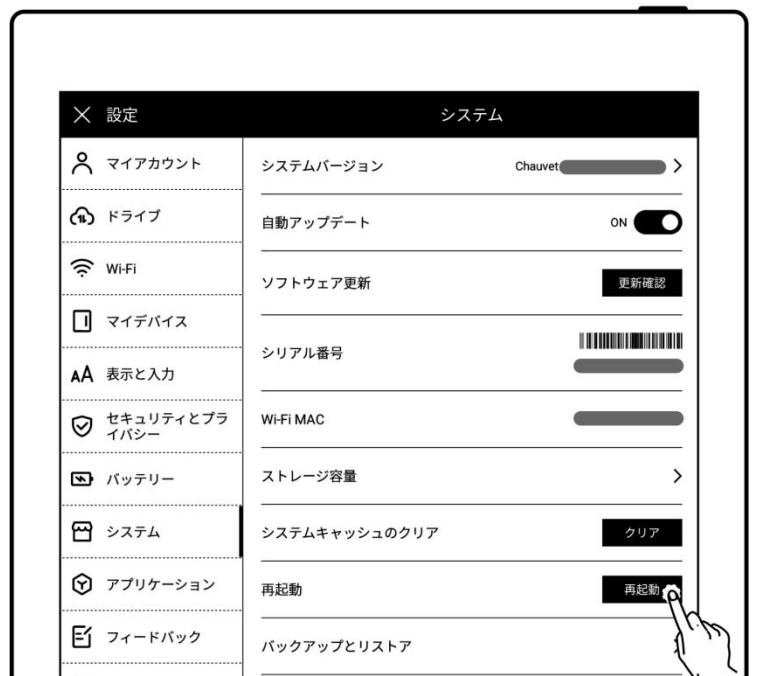 設定
システム
マイアカウント
ドライブ
Wi-Fi
マイデバイス
表示と入力
セキュリティとプラ
イバシー
バッテリー
システム
アプリケーション
フィードバック
システムバージョン
Chauvet
自動アップデート
ON
ソフトウェア更新
更新確認
シリアル番号
Wi-Fi MAC
ストレージ容量
システムキャッシュのクリア
クリア
再起動
再起動
バックアップとリストア